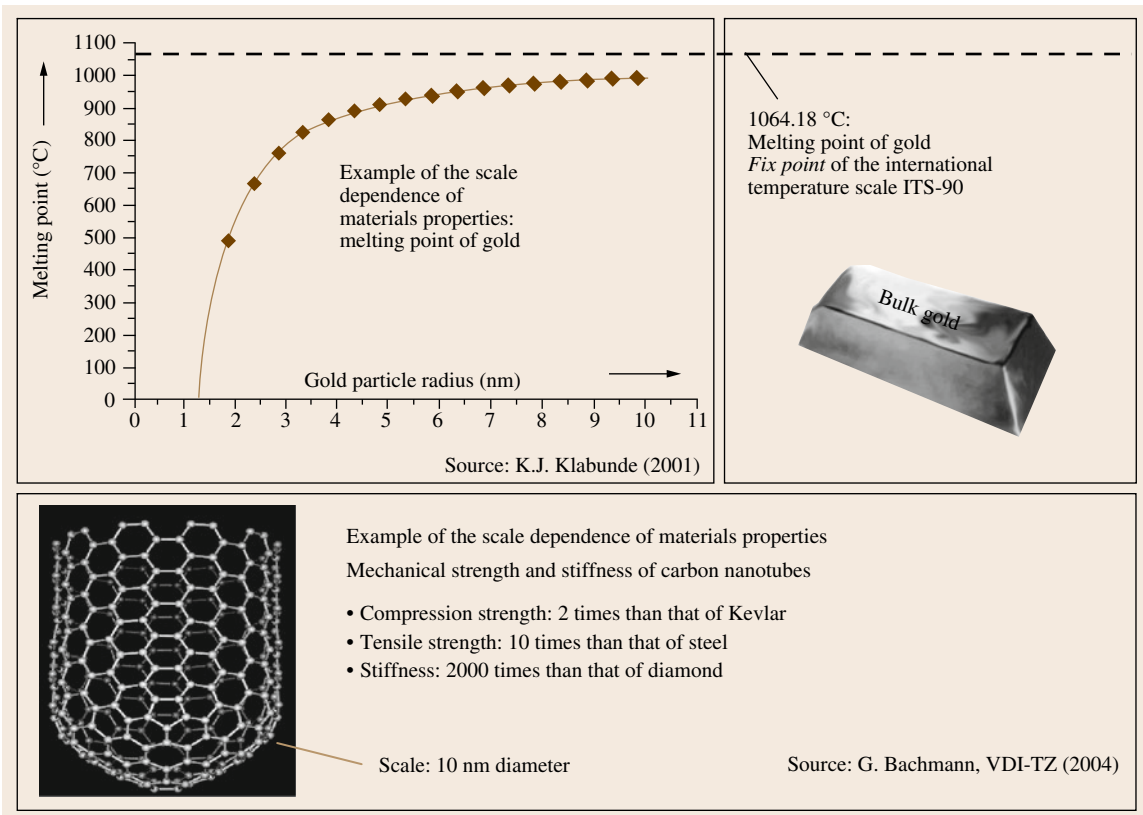 1100
1000
900
800
700
600
500
400
300
200
100
0
Melting point (°C)
Example of the scale
dependence of
materials properties:
melting point of gold
Gold particle radius (nm)
0 1 2 3 4 5 6 7 8 9 10 11
Source: K.J. Klabunde (2001)
1064.18 °C:
Melting point of gold
Fix point of the international
temperature scale ITS-90
Bulk gold
Example of the scale dependence of materials properties
Mechanical strength and stiffness of carbon nanotubes
• Compression strength: 2 times than that of Kevlar
• Tensile strength: 10 times than that of steel
• Stiffness: 2000 times than that of diamond
Scale: 10 nm diameter
Source: G. Bachmann, VDI-TZ (2004)